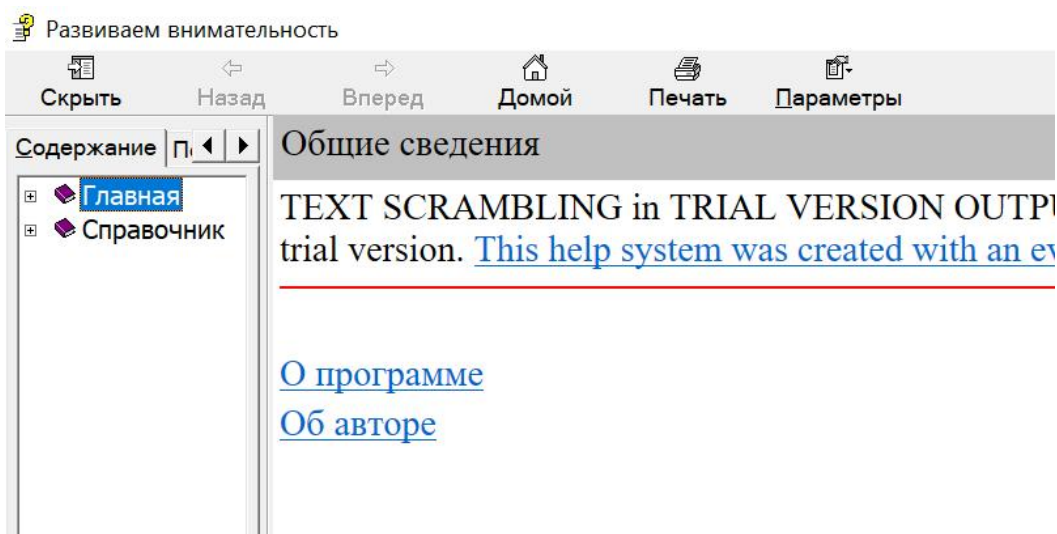 Развиваем внимательность
Скрыть Назад Вперед Домой Печать Параметры
Содержание
Общие сведения
Главная
Справочник
TEXT SCRAMBLING in TRIAL VERSION
trial version. This help system was created with an
О программе
Об авторе